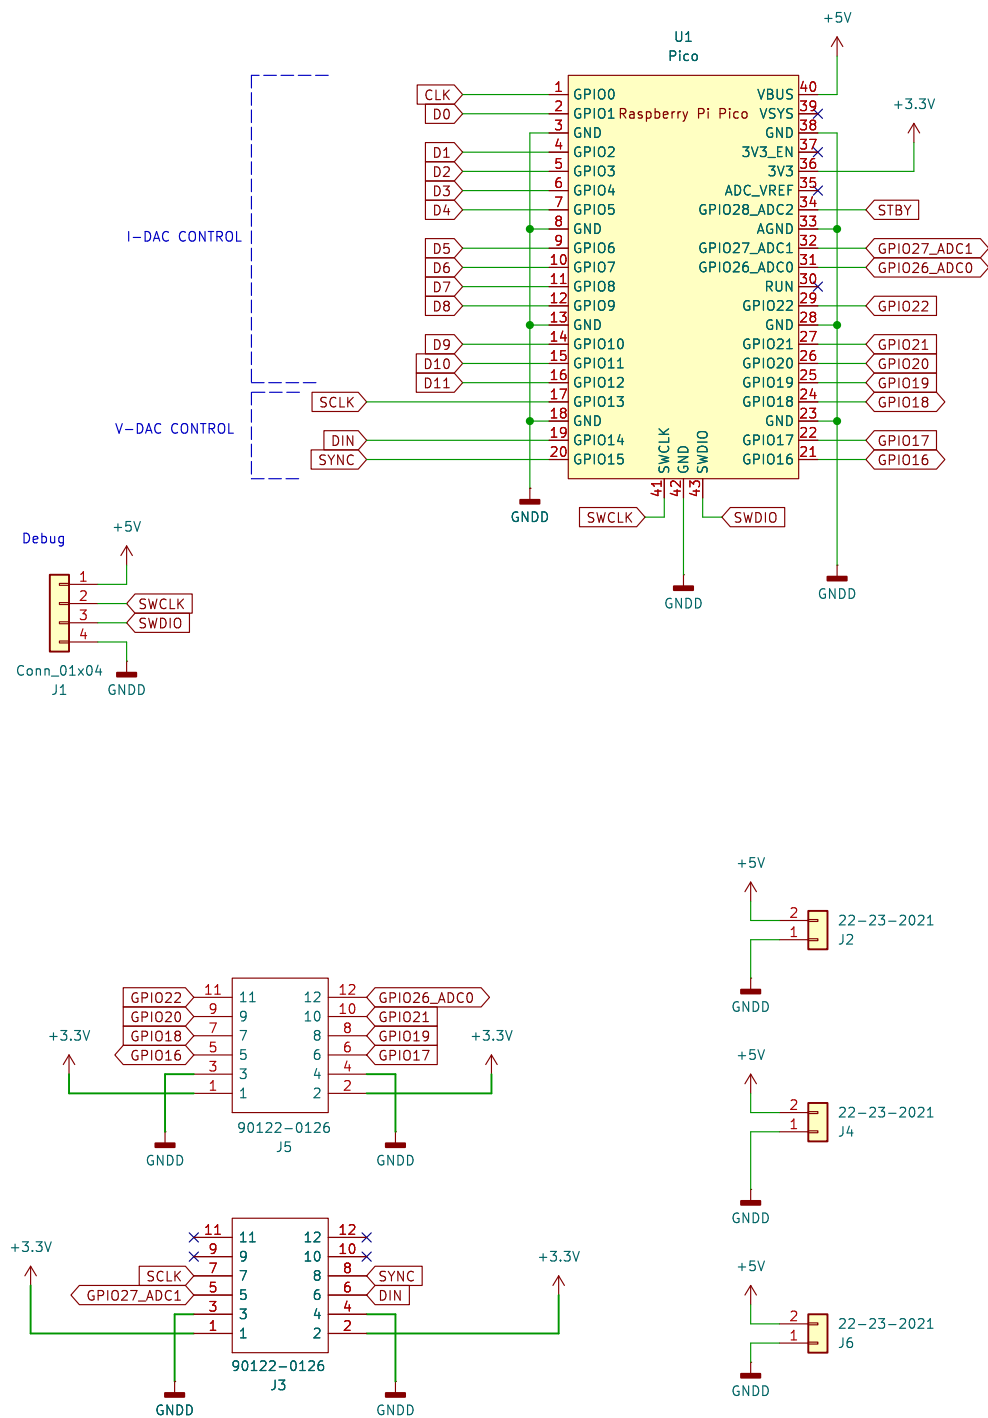 +5V
U1
Pico
+3.3V
Raspberry Pi Pico
CLK 1 GPIO0
D0 2 GPIO1
3 GND
D1 4 GPIO2
D2 5 GPIO3
D3 6 GPIO4
D4 7 GPIO5
8 GND
D5 9 GPIO6
D6 10 GPIO7
D7 11 GPIO8
D8 12 GPIO9
13 GND
D9 14 GPIO10
D10 15 GPIO11
D11 16 GPIO12
SCLK 17 GPIO13
18 GND
DIN 19 GPIO14
SYNC 20 GPIO15
I-DAC CONTROL
V-DAC CONTROL
VBUS 40
VSYS 39
GND 38
3V3_EN 37
3V3 36
ADC_VREF 35
GPIO28_ADC2 34 STBY
AGND 33
GPIO27_ADC1 32 GPIO27_ADC1
GPIO26_ADC0 31 GPIO26_ADC0
RUN 30
GPIO22 29 GPIO22
GND 28
GPIO21 27 GPIO21
GPIO20 26 GPIO20
GPIO19 25 GPIO19
GPIO18 24 GPIO18
GND 23
GPIO17 22 GPIO17
GPIO16 21 GPIO16
SWCLK
GND
SWDIO
41
42
43
SWCLK
SWDIO
GNDD
GNDD
GNDD
Debug
+5V
1
2 SWCLK
3 SWDIO
4
Conn_01x04
J1
GNDD
+5V
2 22-23-2021
1 J2
GNDD
+5V
2 22-23-2021
1 J4
GNDD
+5V
2 22-23-2021
1 J6
GNDD
+3.3V
+3.3V
GPIO22 11 11 12 12 GPIO26_ADC0
GPIO20 9 9 10 10 GPIO21
GPIO18 7 7 8 8 GPIO19
GPIO16 5 5 6 6 GPIO17
3 3 4 4
1 1 2 2
90122-0126
J5
GNDD
GNDD
+3.3V
+3.3V
11 11 12 12
9 9 10 10
SCLK 7 7 8 8 SYNC
GPIO27_ADC1 5 5 6 6 DIN
3 3 4 4
1 1 2 2
90122-0126
J3
GNDD
GNDD